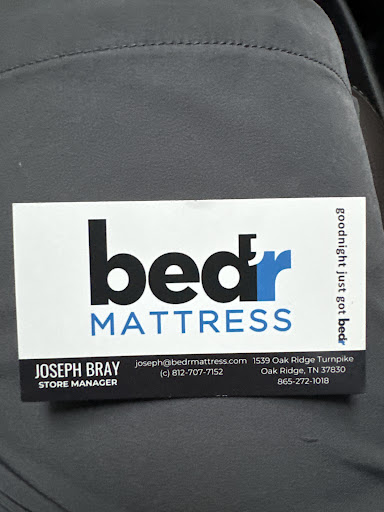 bed'r
MATTRESS
goodnight just got bedr
JOSEPH BRAY
STORE MANAGER
joseph@bedrmattress.com
(c) 812-707-7152
1539 Oak Ridge Turnpike
Oak Ridge, TN 37830
865-272-1018